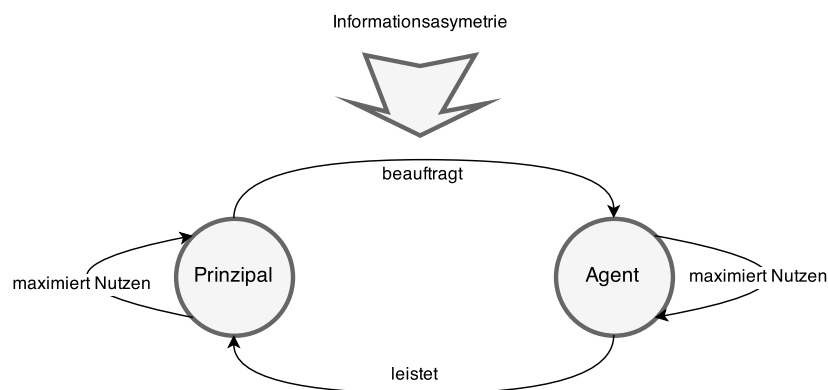 Informationsasymetrie
beauftragt
Prinzipal
Agent
maximiert Nutzen
maximiert Nutzen
leistet